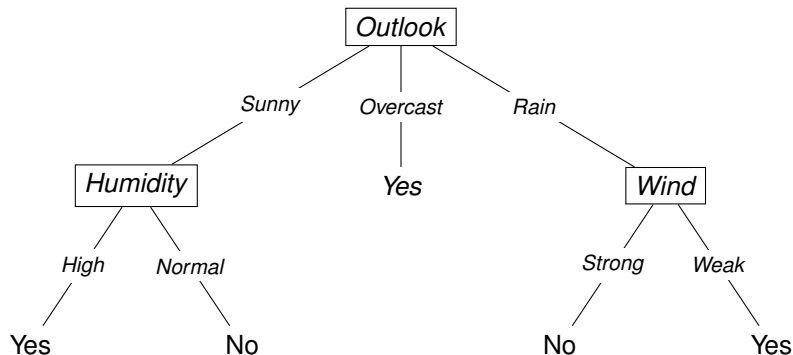 Outlook
Sunny Overcast Rain
Humidity Yes Wind
High Normal Strong Weak
Yes No No Yes